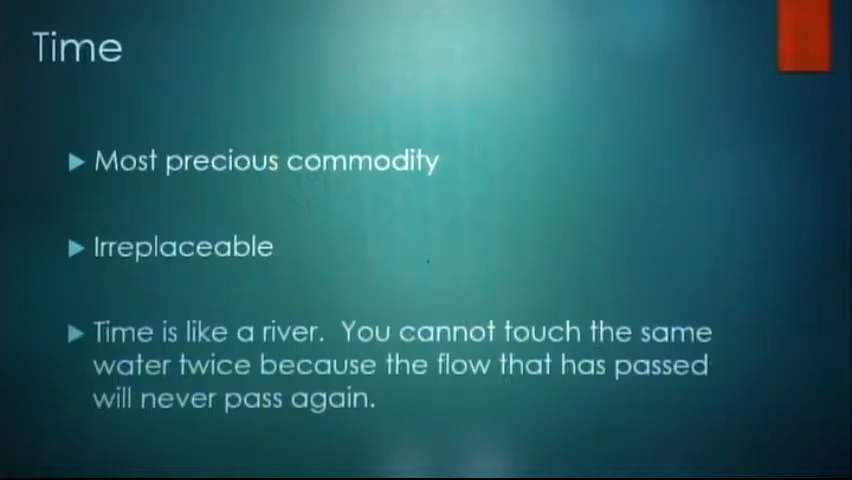 Time
Most precious commodity
Irreplaceable
Time is like a river. You cannot touch the same
water twice because the flow that has passed
will never pass again.